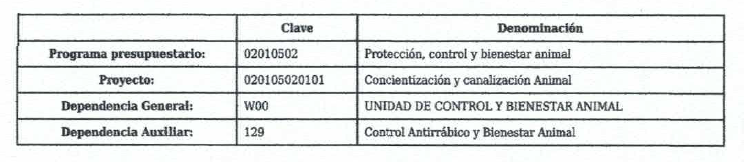 Clave Denominación
Programa presupuestario: 02010502 Protección, control y bienestar animal
Proyecto: 020105020101 Concientización y canalización Animal
Dependencia General: W00 UNIDAD DE CONTROL Y BIENESTAR ANIMAL
Dependencia Auxiliar: 129 Control Antirrábico y Bienestar Animal